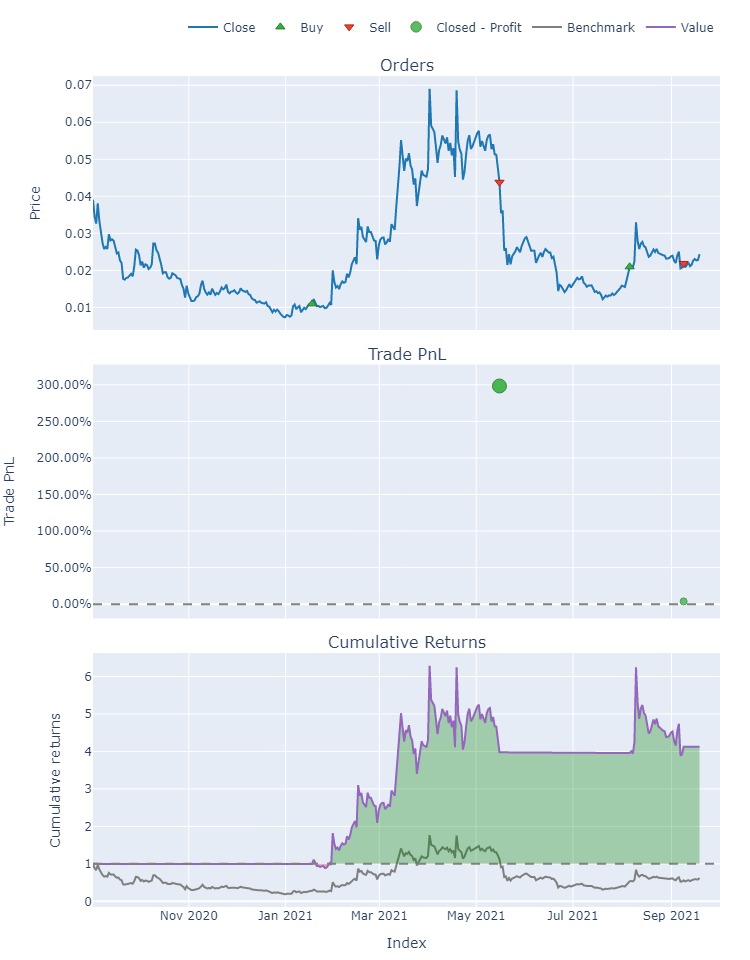 Close Buy Sell Closed - Profit Benchmark Value
Orders
0.07
0.06
0.05
0.04
0.03
0.02
0.01
Price
Trade PnL
300.00%
250.00%
200.00%
150.00%
100.00%
50.00%
0.00%
Trade PnL
Cumulative Returns
6
5
4
3
2
1
0
Cumulative returns
Nov 2020 Jan 2021 Mar 2021 May 2021 Jul 2021 Sep 2021
Index